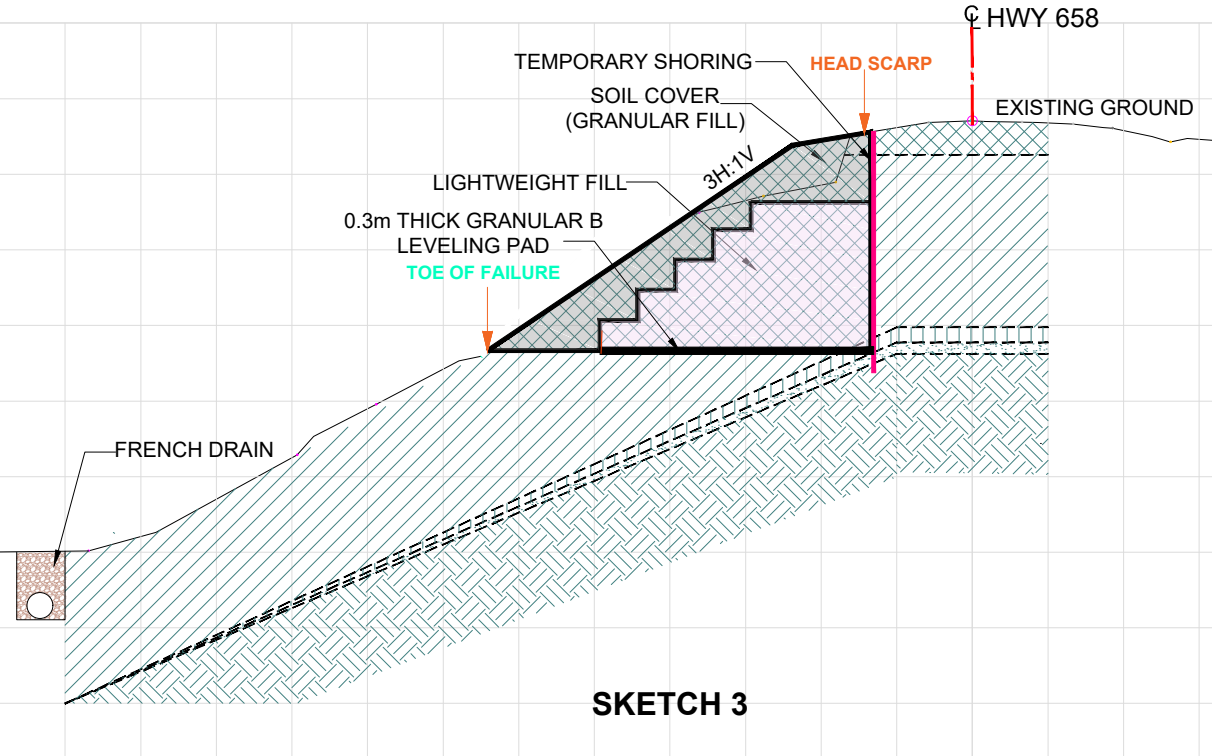 ℄ HWY 658
TEMPORARY SHORING
HEAD SCARP
SOIL COVER
(GRANULAR FILL)
EXISTING GROUND
3H:1V
LIGHTWEIGHT FILL
0.3m THICK GRANULAR B
LEVELING PAD
TOE OF FAILURE
FRENCH DRAIN
SKETCH 3